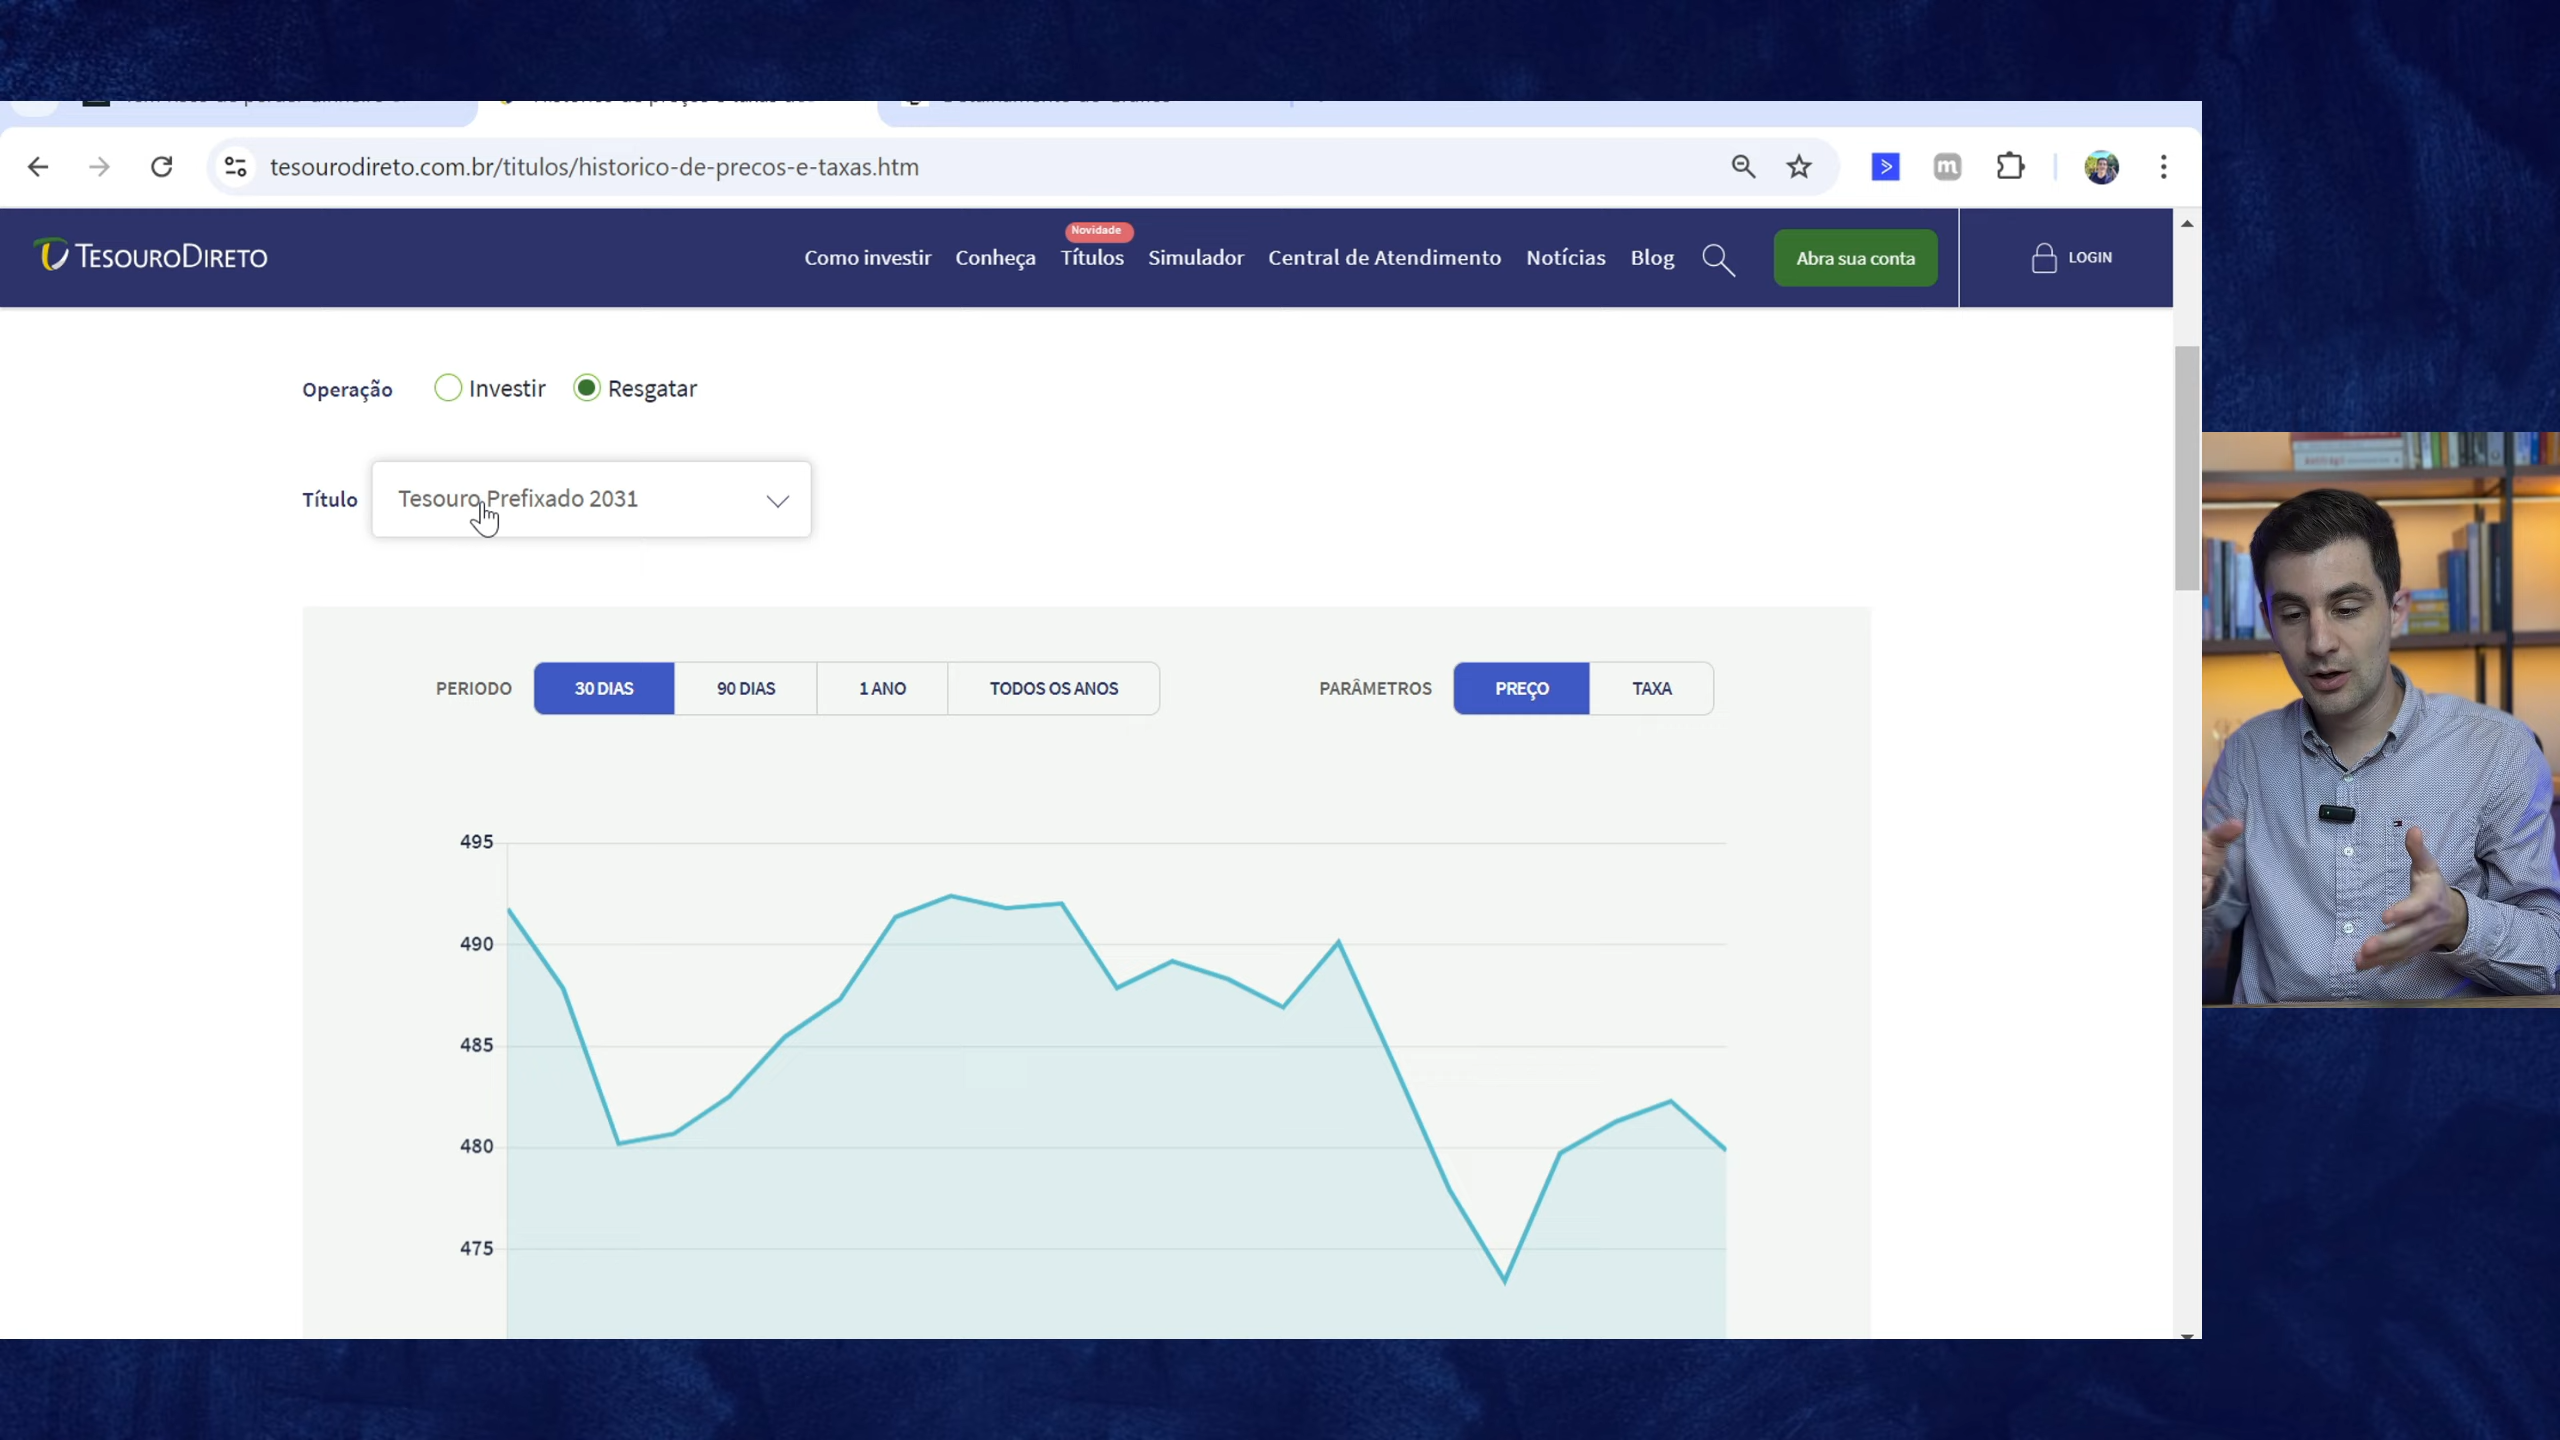 tesourodireto.com.br/titulos/historico-de-precos-e-taxas.htm
m
TESOURODIRETO
Como investir
Conheça
Novidade
Títulos
Simulador
Central de Atendimento
Notícias
Blog
Abra sua conta
LOGIN
Operação
Investir
Resgatar
Título
Tesouro Prefixado 2031
PERIODO
30 DIAS
90 DIAS
1 ANO
TODOS OS ANOS
PARÂMETROS
PREÇO
TAXA
495
490
485
480
475